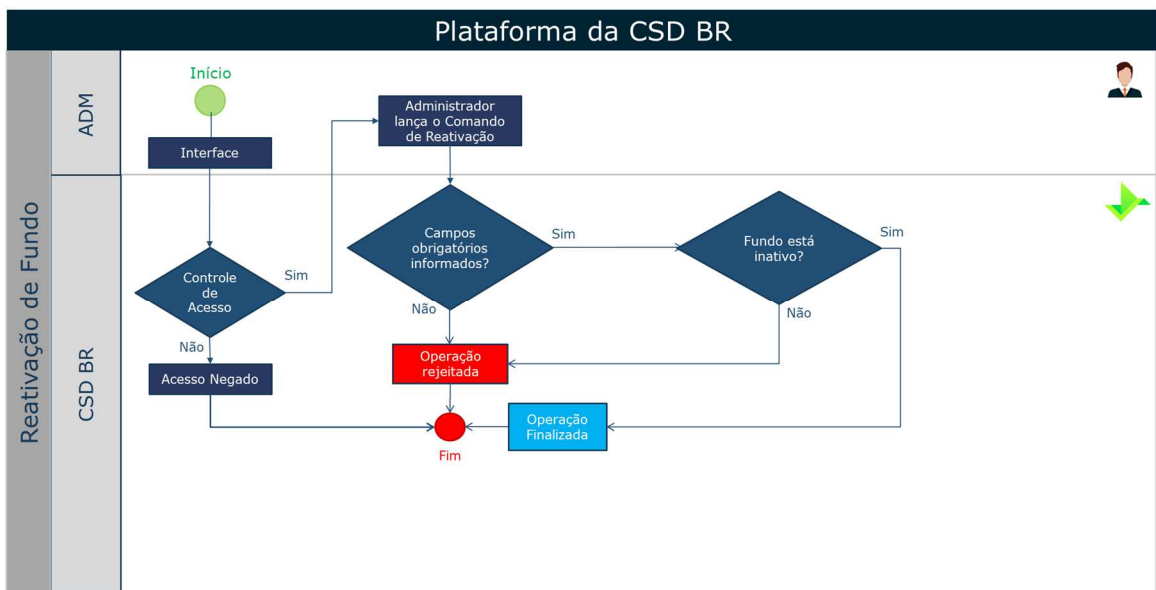 Plataforma da CSD BR
Reativação de Fundo
ADM
Início
Interface
Administrador
lança o Comando
de Reativação
CSD BR
Controle
de
Acesso
Sim
Não
Acesso Negado
Campos
obrigatórios
informados?
Sim
Não
Fundo está
inativo?
Sim
Não
Operação
rejeitada
Operação
Finalizada
Fim